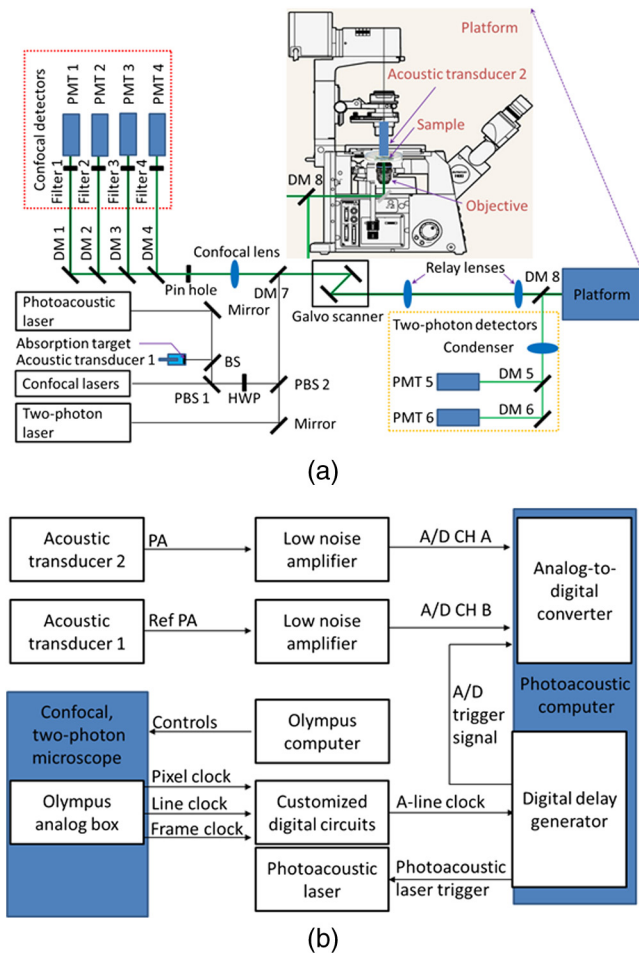 Platform
Acoustic transducer 2
Sample
Objective
DM 8
Confocal detectors
PMT 1
PMT 2
PMT 3
PMT 4
Filter 1
Filter 2
Filter 3
Filter 4
DM 1
DM 2
DM 3
DM 4
Pin hole
Confocal lens
DM 7
Galvo scanner
Relay lenses
DM 8
Platform
Photoacoustic
laser
Mirror
Absorption target
Acoustic transducer 1
BS
Confocal lasers
PBS 1
HWP
PBS 2
Two-photon
laser
Mirror
Two-photon detectors
Condenser
PMT 5
DM 5
PMT 6
DM 6
(a)
Acoustic
transducer 2
PA
Low noise
amplifier
A/D CH A
Analog-to-
digital
converter
Acoustic
transducer 1
Ref PA
Low noise
amplifier
A/D CH B
A/D
trigger
signal
Photoacoustic
computer
Confocal,
two-photon
microscope
Controls
Olympus
computer
Olympus
analog box
Pixel clock
Line clock
Frame clock
Customized
digital circuits
A-line clock
Digital delay
generator
Photoacoustic
laser
Photoacoustic
laser trigger
(b)